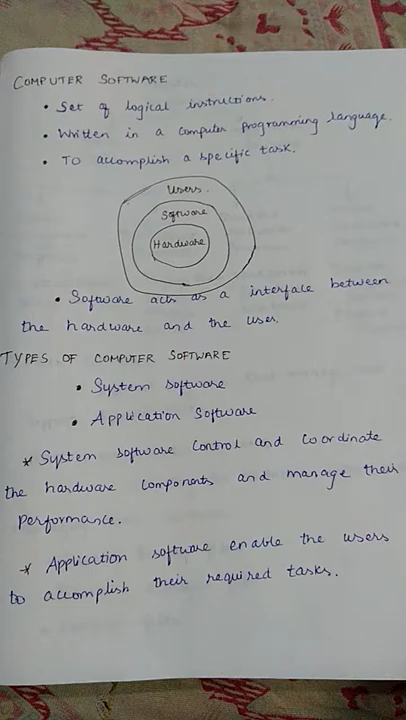 COMPUTER SOFTWARE
• Set of logical instructions.
• Written in a computer programming language.
• TO accomplish a specific task.
Users.
Software
Hardware
• Software acts as a interface between
the hardware and the user.
TYPES OF COMPUTER SOFTWARE
• System software
• Application Software
* System software control and coordinate
the hardware components and manage their
performance.
* Application software enable the users
to accomplish their required tasks.